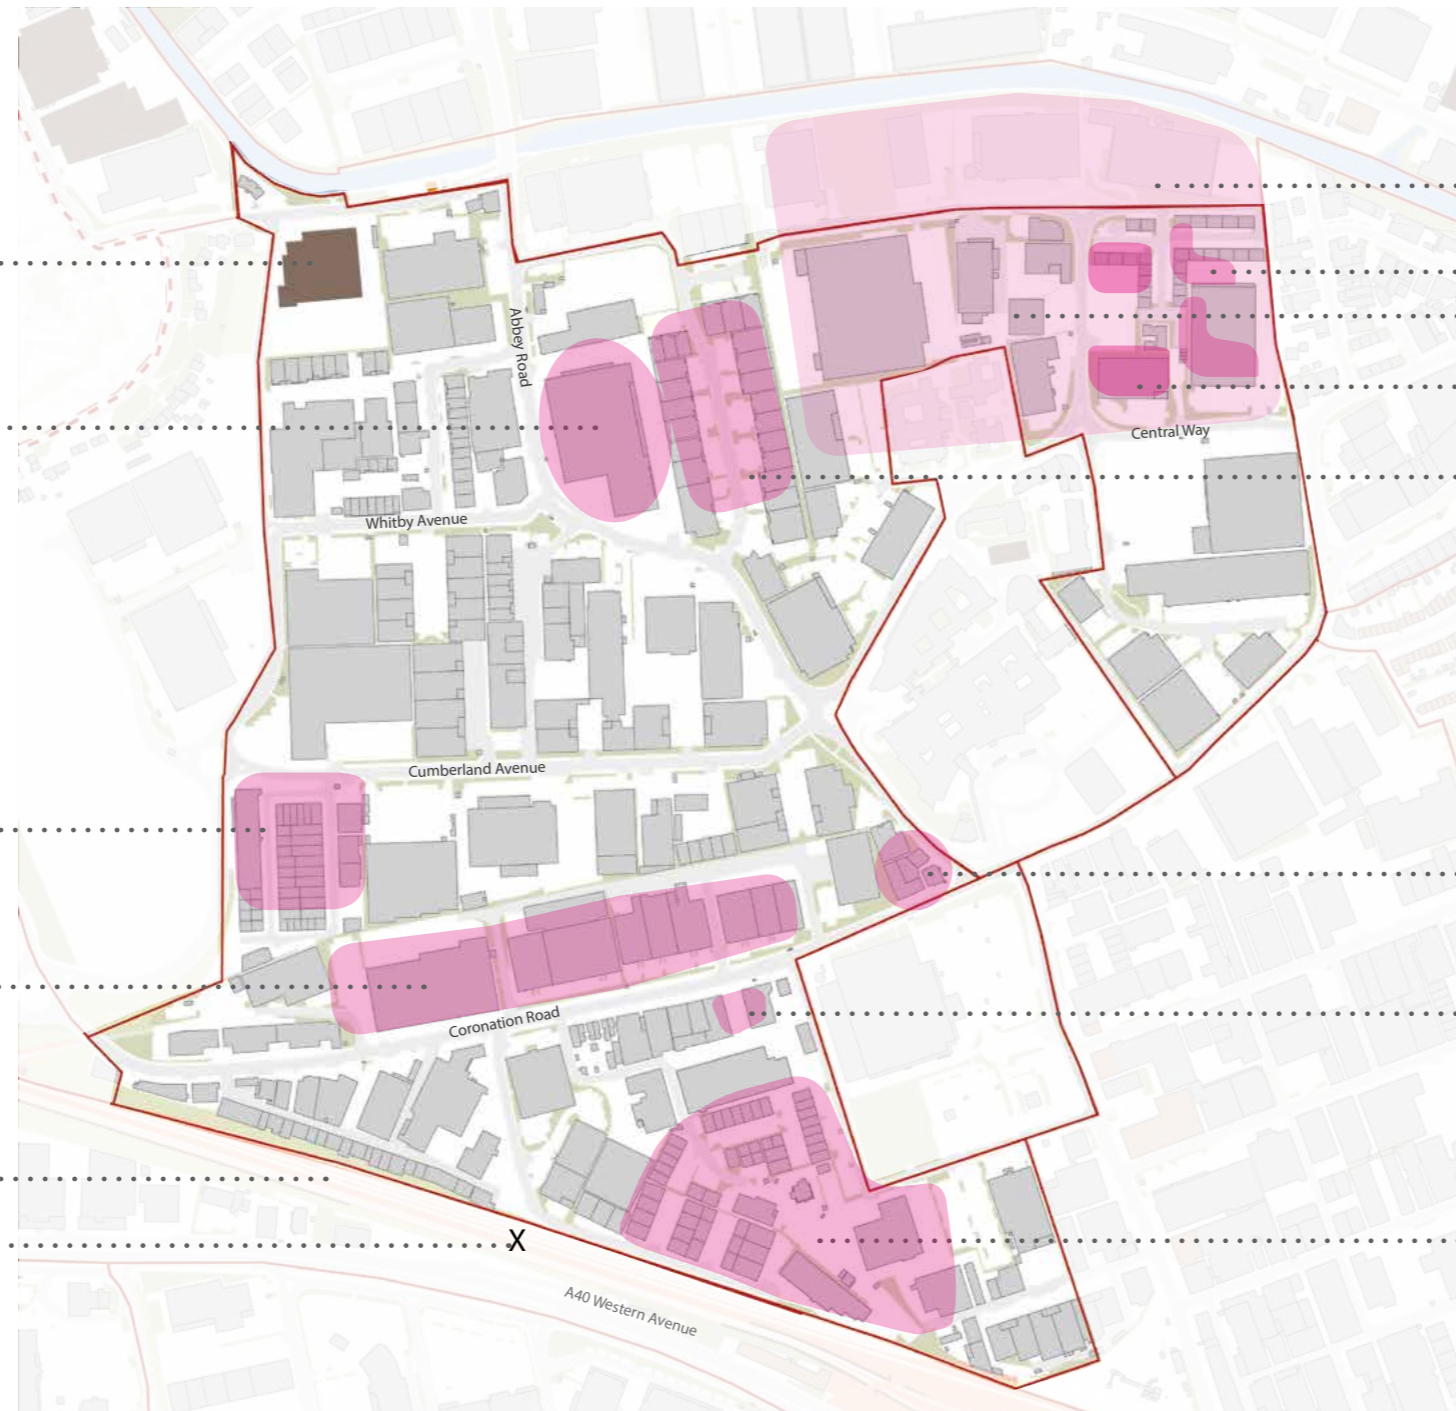 Abbey Road
Central Way
Whitby Avenue
Cumberland Avenue
Coronation Road
X
A40 Western Avenue